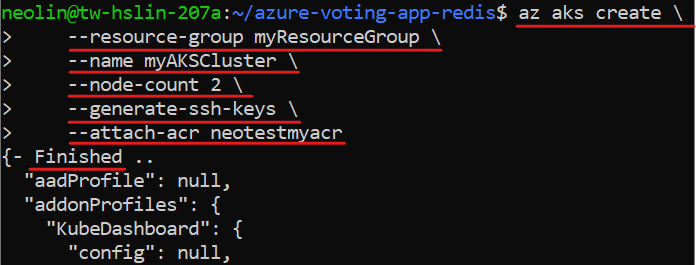 neolin@tw-hslin-207a:~/azure-voting-app-redis$ az aks create \
>     --resource-group myResourceGroup \
>     --name myAKSCluster \
>     --node-count 2 \
>     --generate-ssh-keys \
>     --attach-acr neotestmyacr
{- Finished ..
  "aadProfile": null,
  "addonProfiles": {
    "KubeDashboard": {
      "config": null,